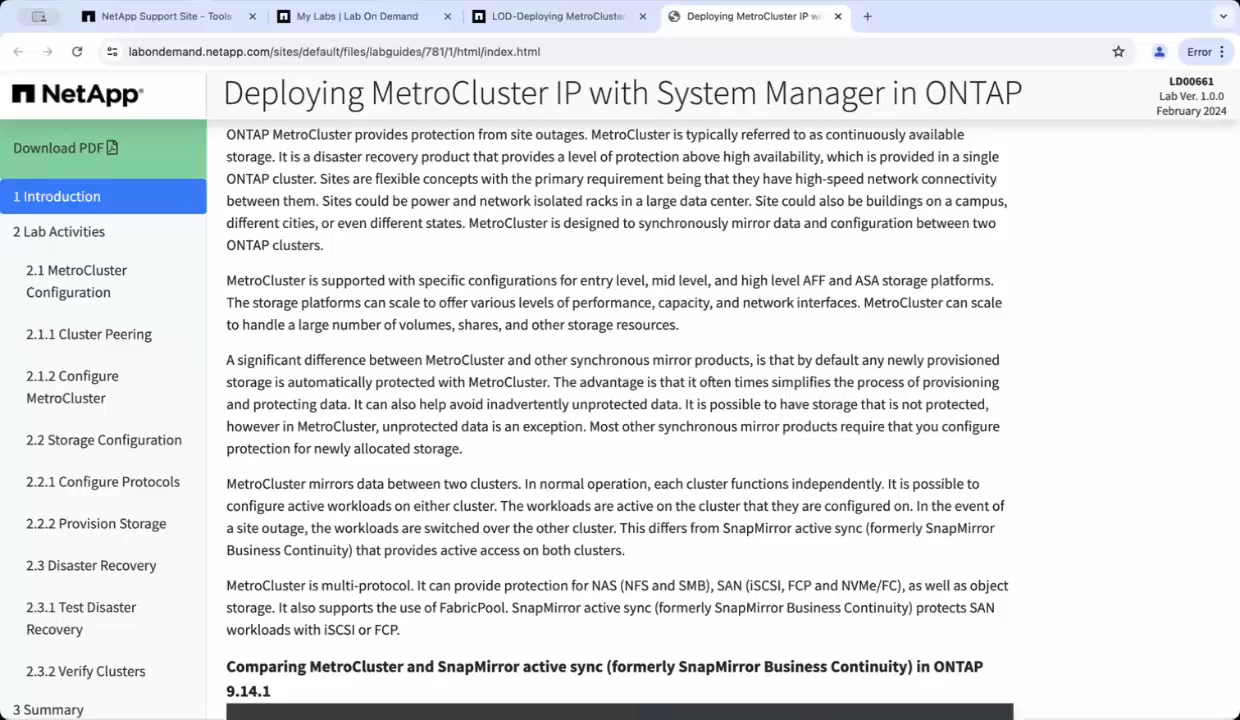 NetApp Support Site - Tools
My Labs | Lab On Demand
LOD-Deploying MetroCluster
Deploying MetroCluster IP wi
labondemand.netapp.com/sites/default/files/labguides/781/1/html/index.html
Error
NetApp
Deploying MetroCluster IP with System Manager in ONTAP
LD00661
Lab Ver. 1.0.0
February 2024
Download PDF
1 Introduction
2 Lab Activities
2.1 MetroCluster
Configuration
2.1.1 Cluster Peering
2.1.2 Configure
MetroCluster
2.2 Storage Configuration
2.2.1 Configure Protocols
2.2.2 Provision Storage
2.3 Disaster Recovery
2.3.1 Test Disaster
Recovery
2.3.2 Verify Clusters
3 Summary
ONTAP MetroCluster provides protection from site outages. MetroCluster is typically referred to as continuously available
storage. It is a disaster recovery product that provides a level of protection above high availability, which is provided in a single
ONTAP cluster. Sites are flexible concepts with the primary requirement being that they have high-speed network connectivity
between them. Sites could be power and network isolated racks in a large data center. Site could also be buildings on a campus,
different cities, or even different states. MetroCluster is designed to synchronously mirror data and configuration between two
ONTAP clusters.
MetroCluster is supported with specific configurations for entry level, mid level, and high level AFF and ASA storage platforms.
The storage platforms can scale to offer various levels of performance, capacity, and network interfaces. MetroCluster can scale
to handle a large number of volumes, shares, and other storage resources.
A significant difference between MetroCluster and other synchronous mirror products, is that by default any newly provisioned
storage is automatically protected with MetroCluster. The advantage is that it often times simplifies the process of provisioning
and protecting data. It can also help avoid inadvertently unprotected data. It is possible to have storage that is not protected,
however in MetroCluster, unprotected data is an exception. Most other synchronous mirror products require that you configure
protection for newly allocated storage.
MetroCluster mirrors data between two clusters. In normal operation, each cluster functions independently. It is possible to
configure active workloads on either cluster. The workloads are active on the cluster that they are configured on. In the event of
a site outage, the workloads are switched over the other cluster. This differs from SnapMirror active sync (formerly SnapMirror
Business Continuity) that provides active access on both clusters.
MetroCluster is multi-protocol. It can provide protection for NAS (NFS and SMB), SAN (iSCSI, FCP and NVMe/FC), as well as object
storage. It also supports the use of FabricPool. SnapMirror active sync (formerly SnapMirror Business Continuity) protects SAN
workloads with iSCSI or FCP.
Comparing MetroCluster and SnapMirror active sync (formerly SnapMirror Business Continuity) in ONTAP
9.14.1